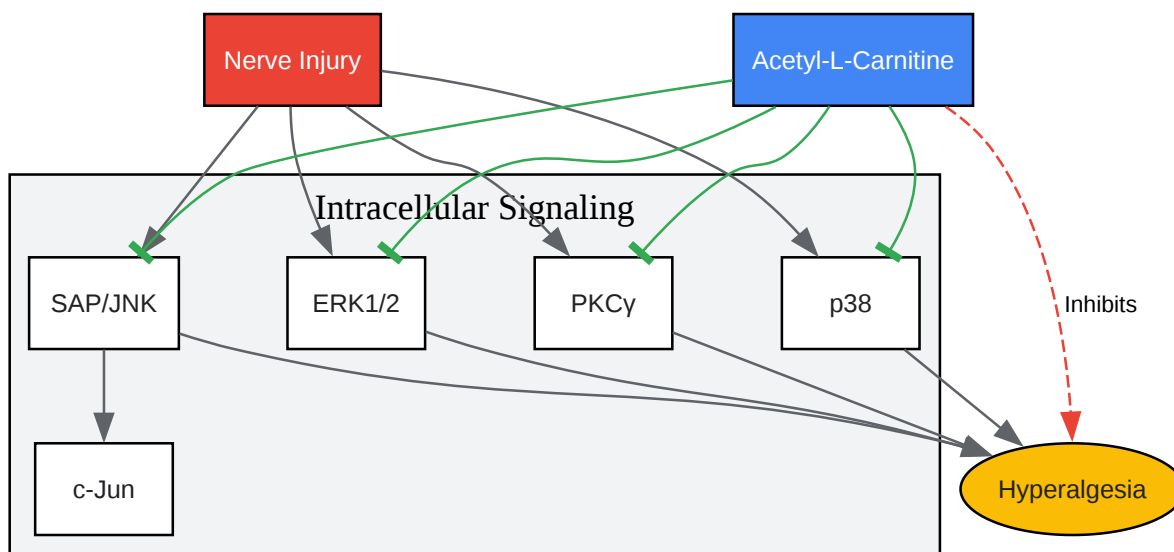 Nerve Injury
Acetyl-L-Carnitine
Intracellular Signaling
SAP/JNK
ERK1/2
PKCγ
p38
Inhibits
c-Jun
Hyperalgesia